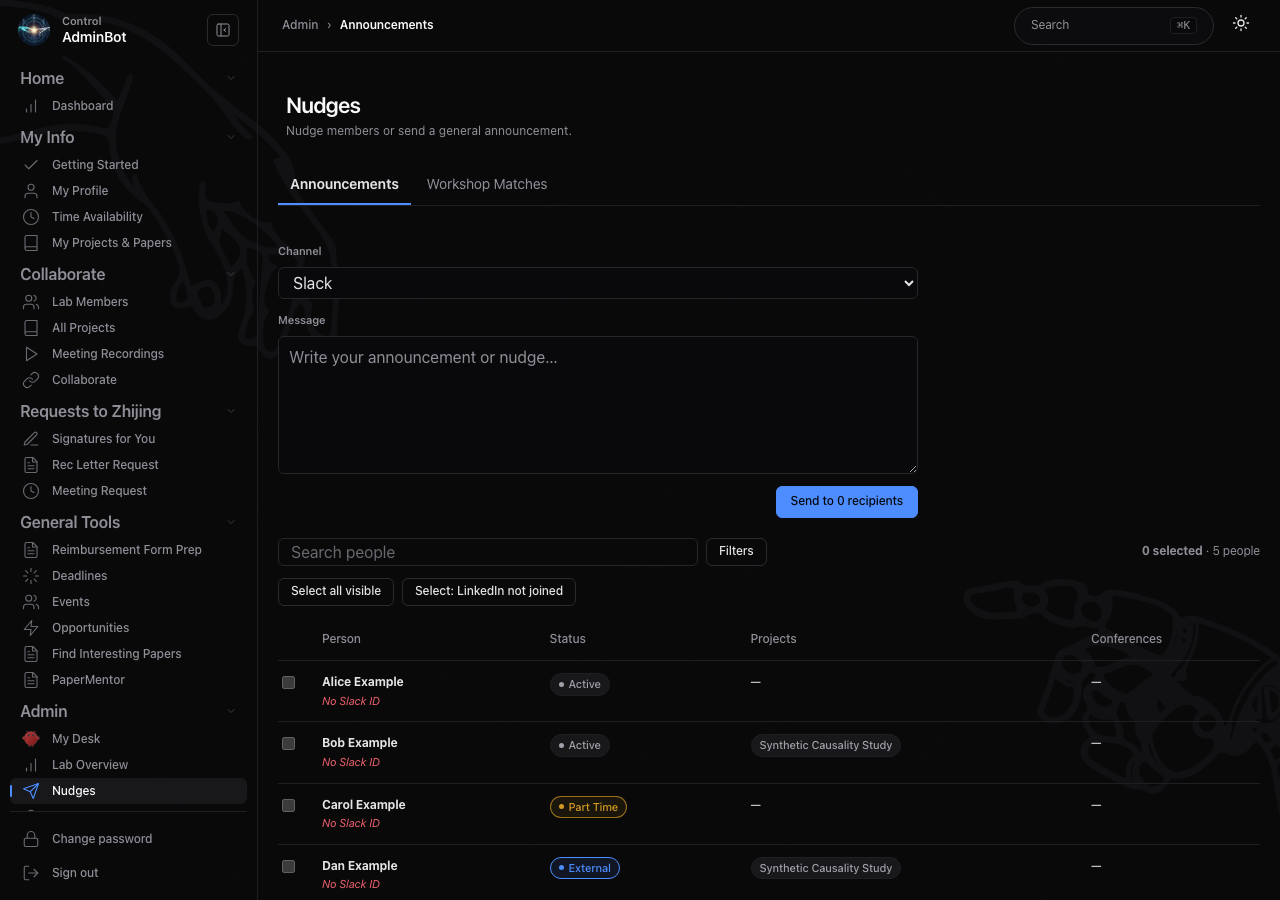 Control
AdminBot
Home
Dashboard
My Info
Getting Started
My Profile
Time Availability
My Projects & Papers
Collaborate
Lab Members
All Projects
Meeting Recordings
Collaborate
Requests to Zhijing
Signatures for You
Rec Letter Request
Meeting Request
General Tools
Reimbursement Form Prep
Deadlines
Events
Opportunities
Find Interesting Papers
PaperMentor
Admin
My Desk
Lab Overview
Nudges
Change password
Sign out
Admin › Announcements
Search ⌘K
Nudges
Nudge members or send a general announcement.
Announcements Workshop Matches
Channel
Slack
Message
Write your announcement or nudge...
Send to 0 recipients
Search people Filters 0 selected · 5 people
Select all visible Select: LinkedIn not joined
Person Status Projects Conferences
Alice Example Active — —
No Slack ID
Bob Example Active Synthetic Causality Study —
No Slack ID
Carol Example Part Time — —
No Slack ID
Dan Example External Synthetic Causality Study —
No Slack ID